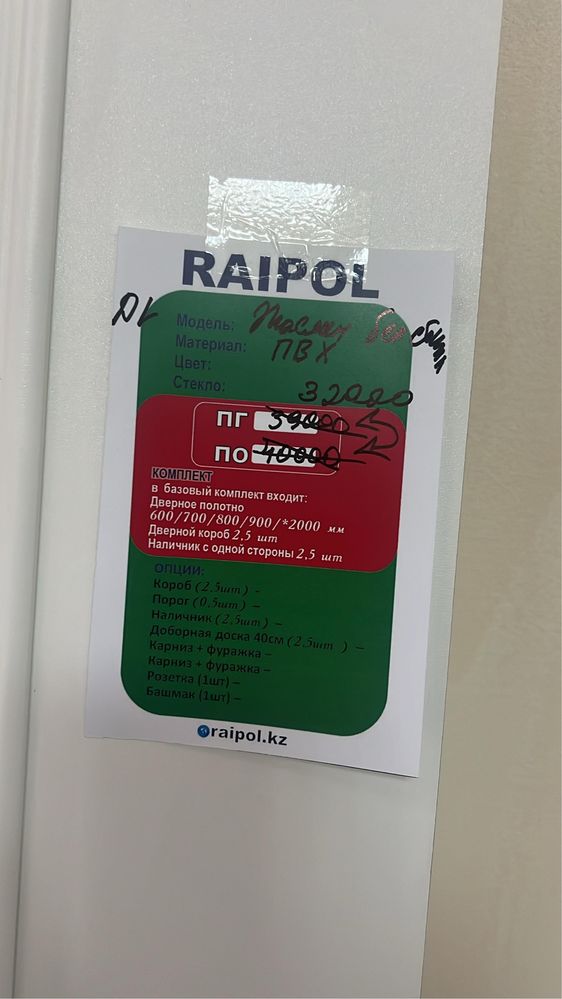 RAIPOL
Модель:
Материал: ПВХ
Цвет:
Стекло: 32000
ПГ 39000
ПО 40000
КОМПЛЕКТ
в базовый комплект входит:
Дверное полотно
600/700/800/900/*2000 мм
Дверной короб 2,5 шт
Наличник с одной стороны 2,5 шт
ОПЦИИ:
Короб (2,5шт) -
Порог (0,5шт) –
Наличник (2,5шт) –
Доборная доска 40см (2,5шт ) –
Карниз + фуражка –
Карниз + фуражка –
Розетка (1шт) –
Башмак (1шт) –
raipol.kz